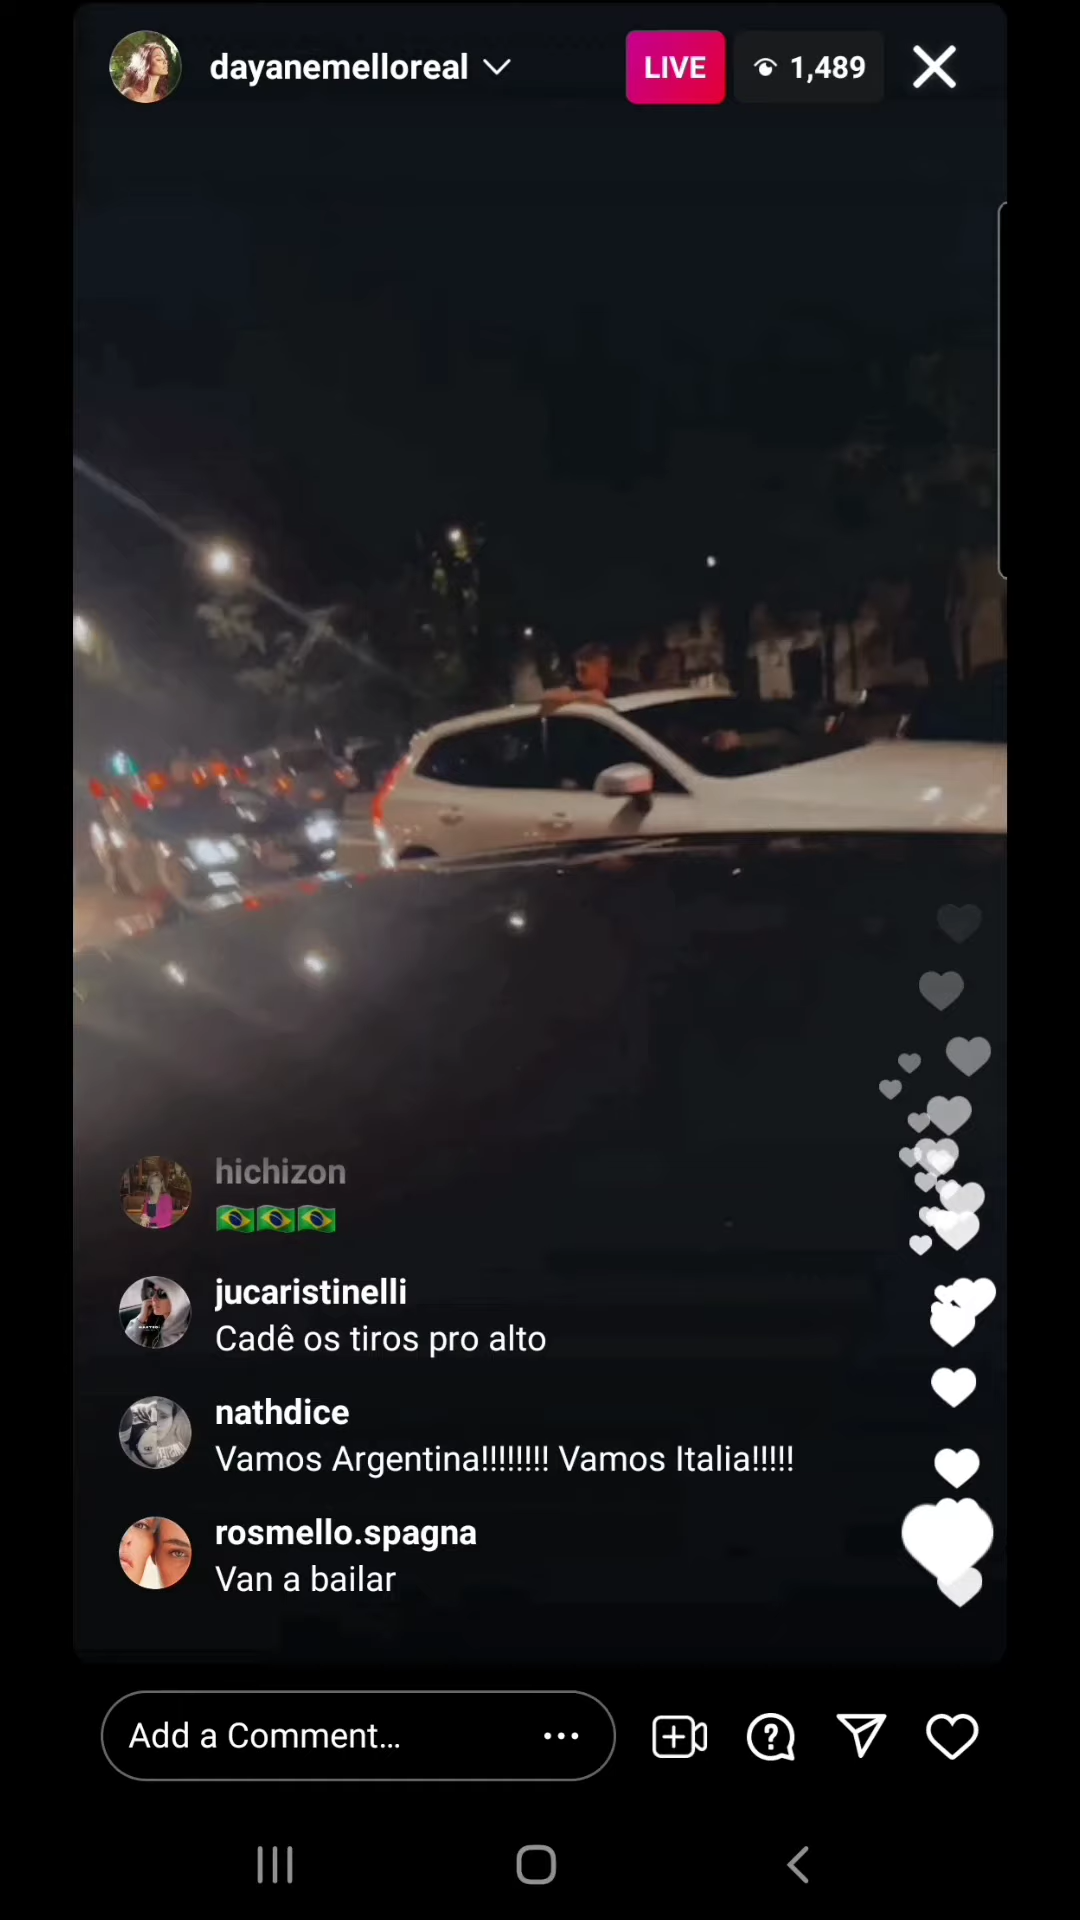 dayanemelloreal
LIVE
1,489
hichizon
🇧🇷🇧🇷🇧🇷
jucaristinelli
Cadê os tiros pro alto
nathdice
Vamos Argentina!!!!!!!! Vamos Italia!!!!!
rosmello.spagna
Van a bailar
Add a Comment...